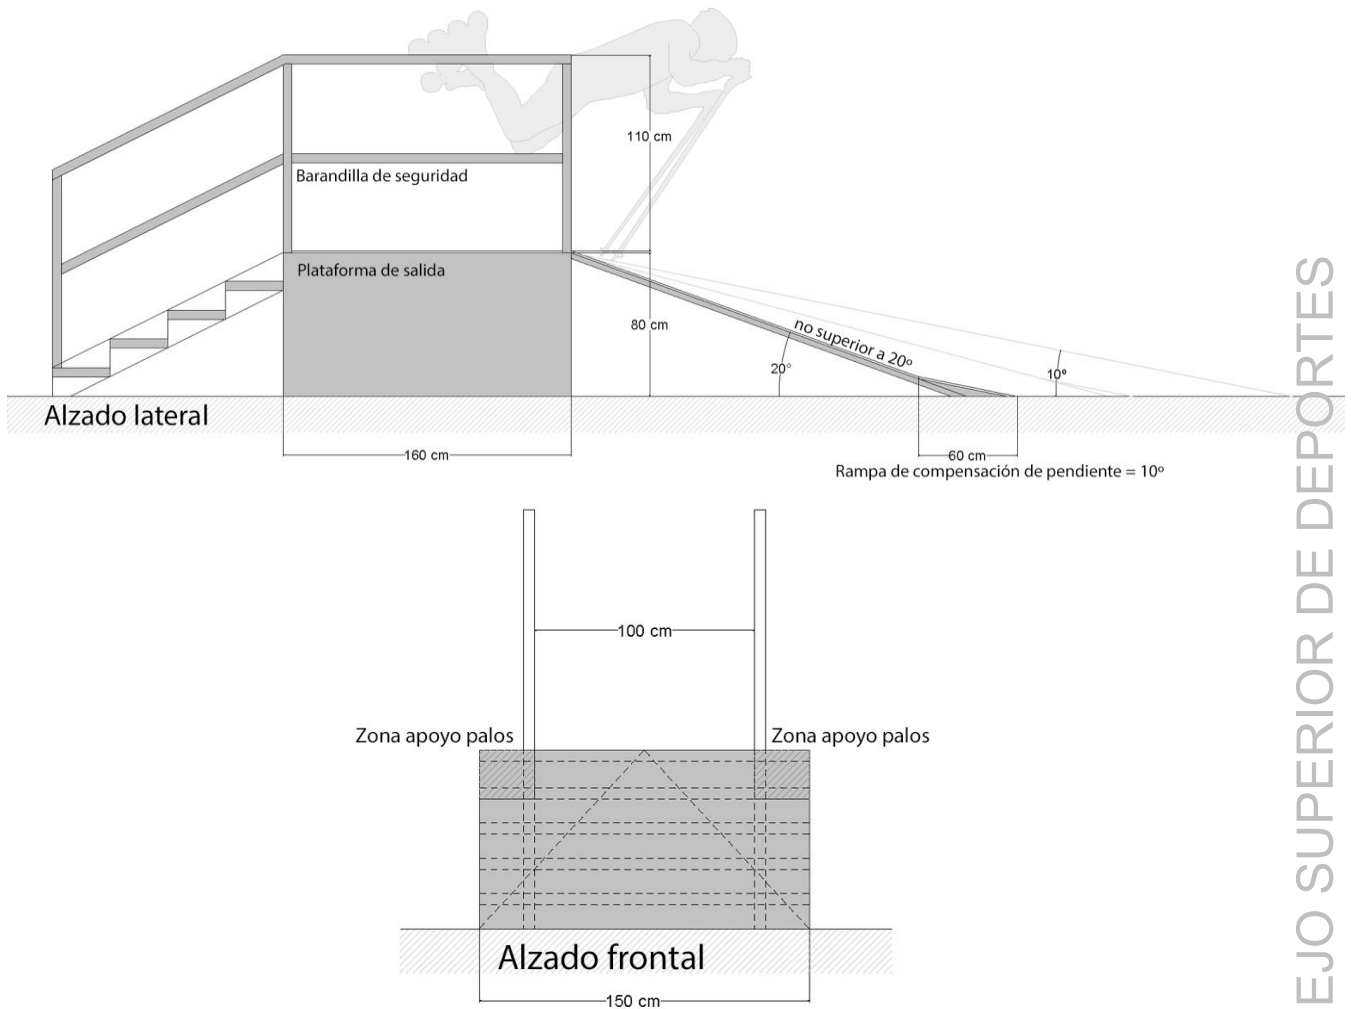 110 cm
Barandilla de seguridad
Plataforma de salida
80 cm
no superior a 20º
20°
10º
Alzado lateral
160 cm
60 cm
Rampa de compensación de pendiente = 10º
100 cm
Zona apoyo palos
Zona apoyo palos
Alzado frontal
150 cm
EJO SUPERIOR DE DEPORTES